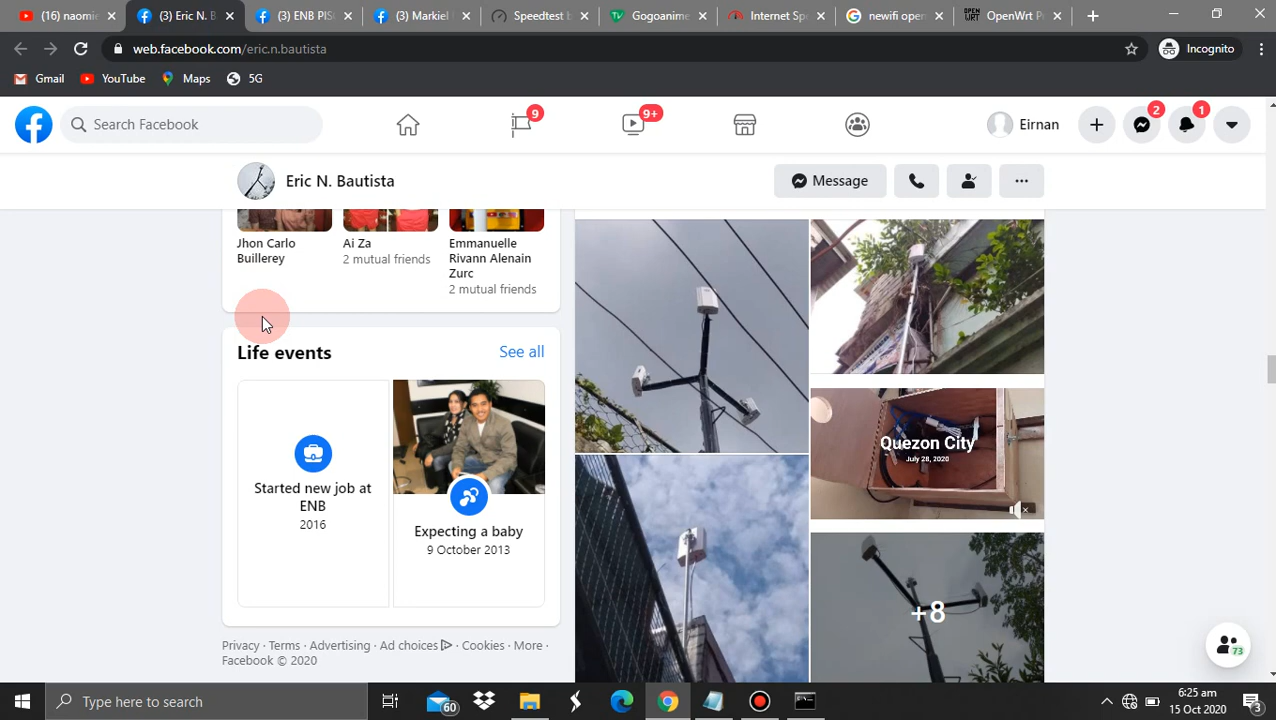 (16) naomie
(3) Eric N. B
(3) ENB PIS
(3) Markiel
Speedtest b
Gogoanime
Internet Sp
newifi open
OpenWrt P
web.facebook.com/eric.n.bautista
Incognito
Gmail
YouTube
Maps
5G
Search Facebook
9
9+
Eirnan
2
1
Eric N. Bautista
Message
Jhon Carlo
Buillerey
Ai Za
2 mutual friends
Emmanuelle
Rivann Alenain
Zurc
2 mutual friends
Life events
See all
Started new job at
ENB
2016
Expecting a baby
9 October 2013
Quezon City
July 28, 2020
+8
Privacy · Terms · Advertising · Ad choices · Cookies · More ·
Facebook © 2020
73
Type here to search
60
6:25 am
15 Oct 2020
3